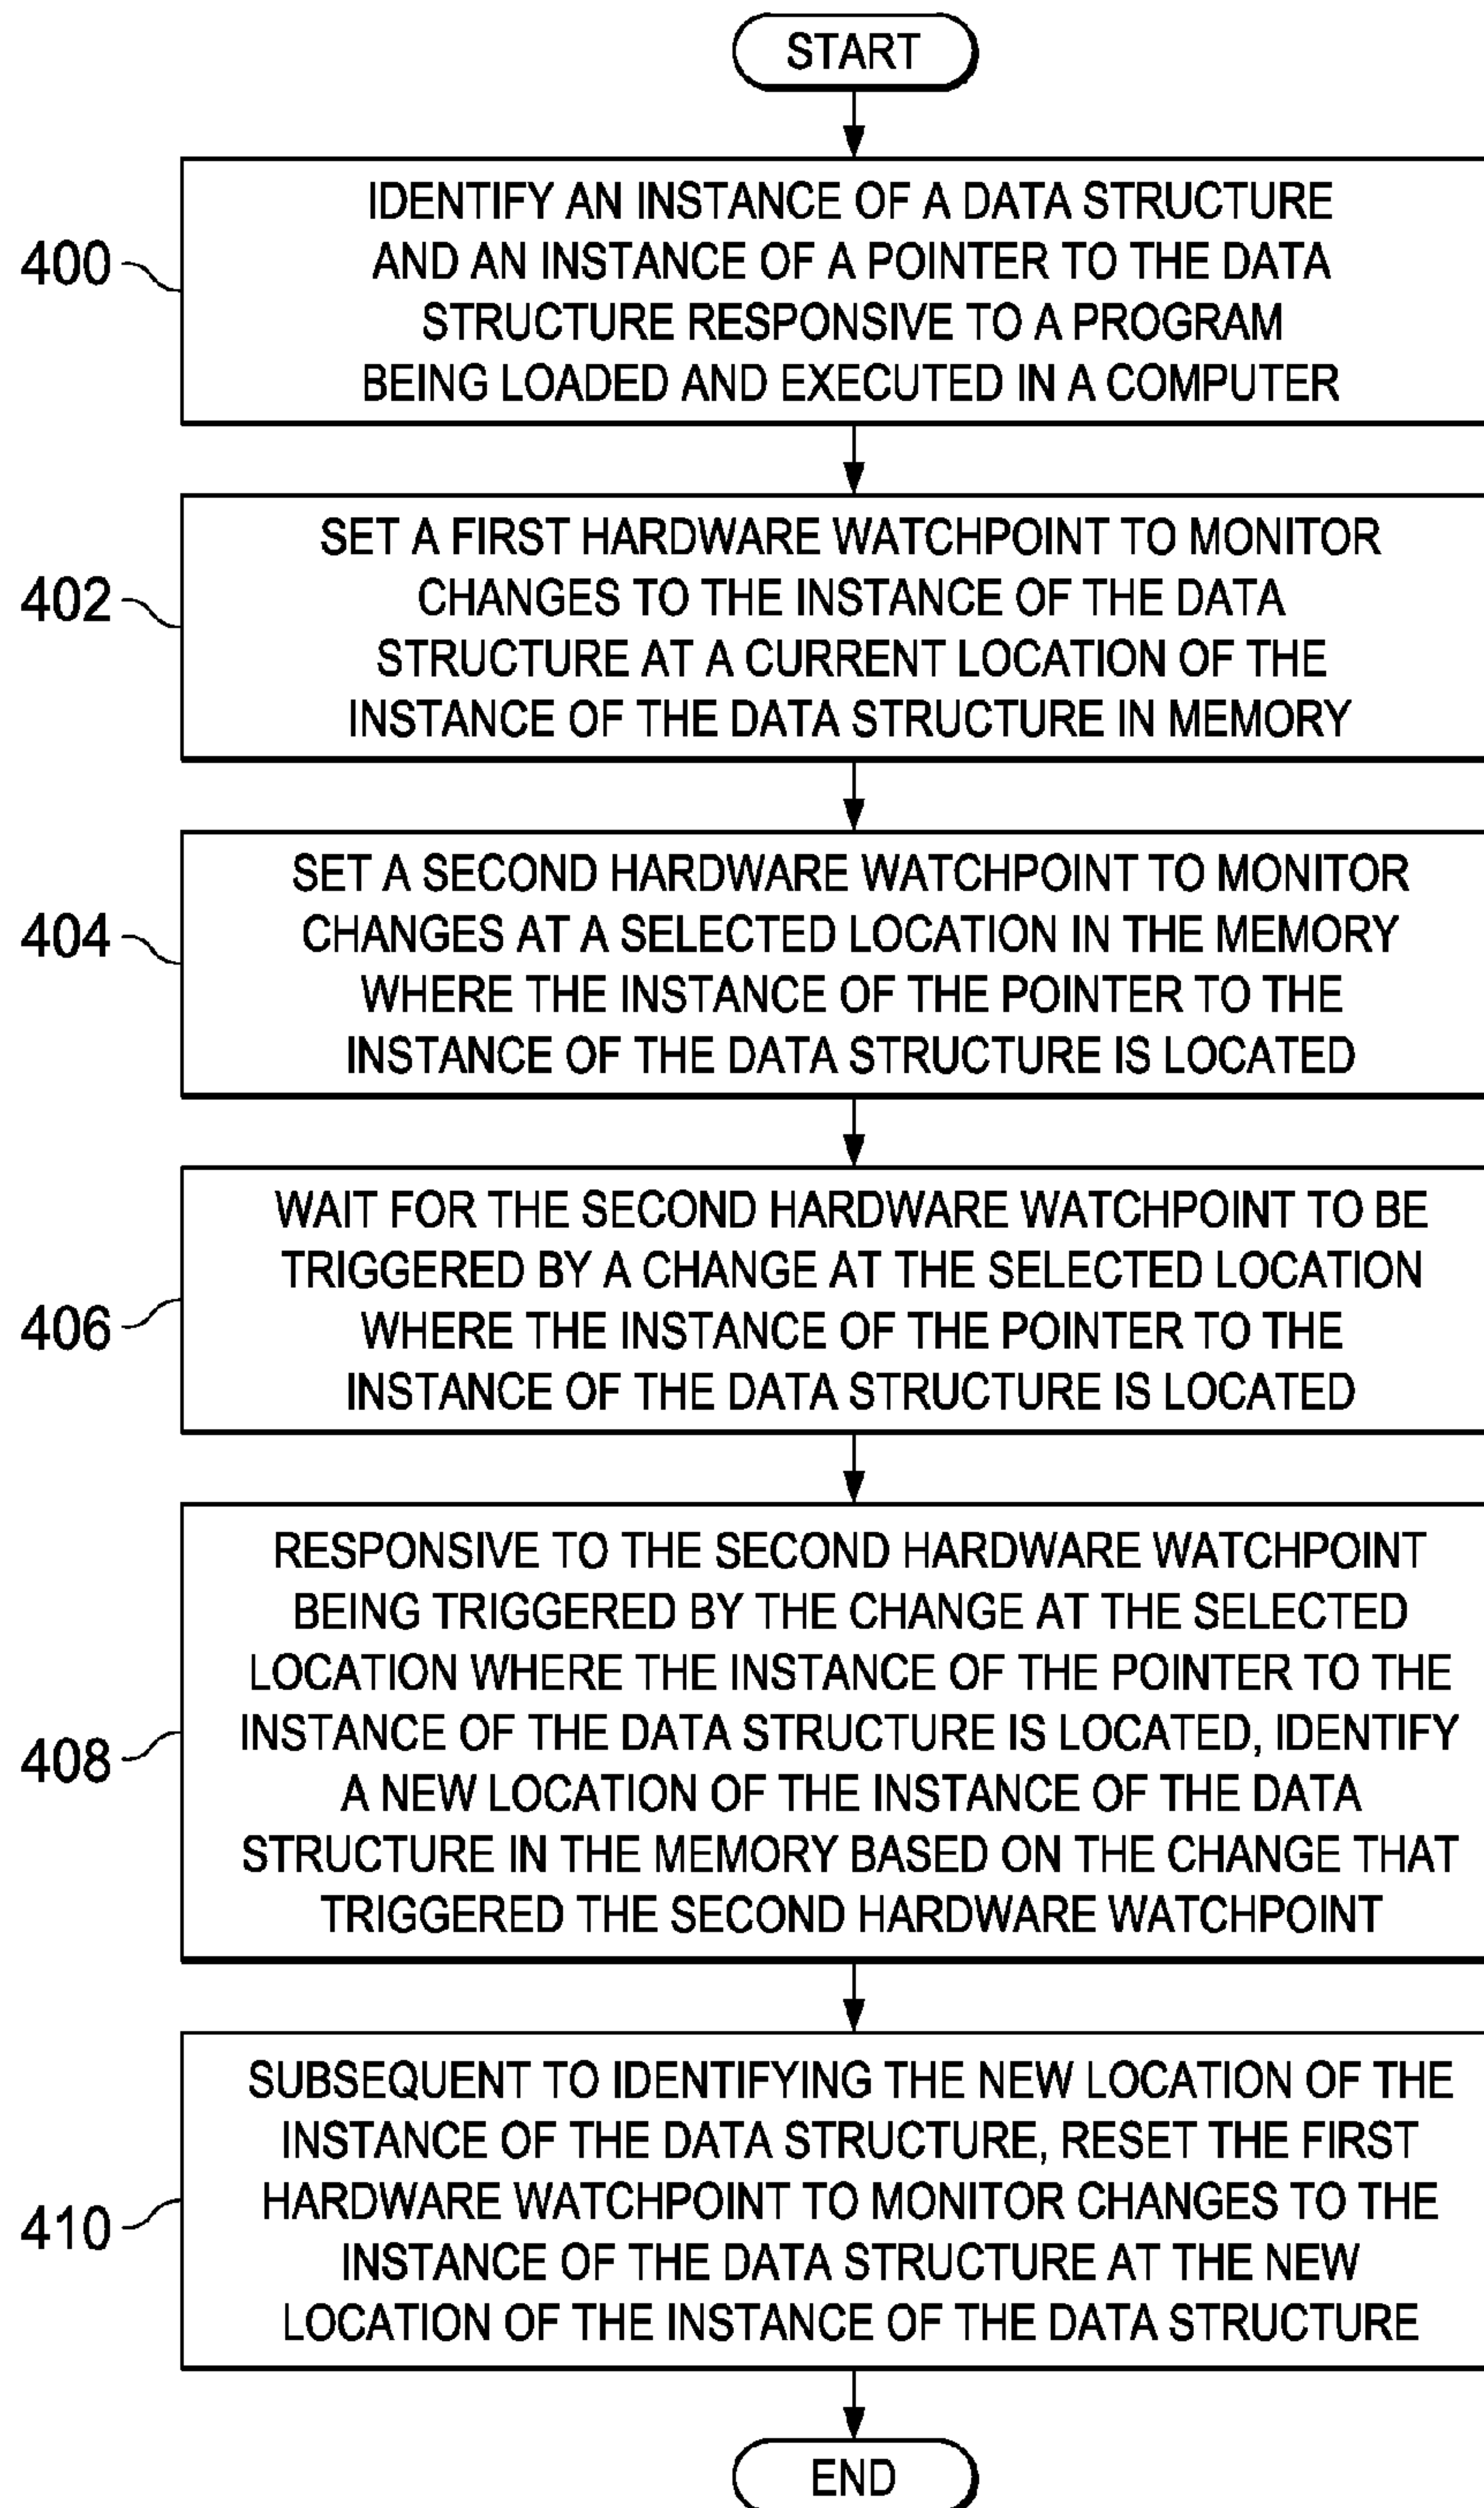 START
IDENTIFY AN INSTANCE OF A DATA STRUCTURE
AND AN INSTANCE OF A POINTER TO THE DATA
STRUCTURE RESPONSIVE TO A PROGRAM
BEING LOADED AND EXECUTED IN A COMPUTER
400
SET A FIRST HARDWARE WATCHPOINT TO MONITOR
CHANGES TO THE INSTANCE OF THE DATA
STRUCTURE AT A CURRENT LOCATION OF THE
INSTANCE OF THE DATA STRUCTURE IN MEMORY
402
SET A SECOND HARDWARE WATCHPOINT TO MONITOR
CHANGES AT A SELECTED LOCATION IN THE MEMORY
WHERE THE INSTANCE OF THE POINTER TO THE
INSTANCE OF THE DATA STRUCTURE IS LOCATED
404
WAIT FOR THE SECOND HARDWARE WATCHPOINT TO BE
TRIGGERED BY A CHANGE AT THE SELECTED LOCATION
WHERE THE INSTANCE OF THE POINTER TO THE
INSTANCE OF THE DATA STRUCTURE IS LOCATED
406
RESPONSIVE TO THE SECOND HARDWARE WATCHPOINT
BEING TRIGGERED BY THE CHANGE AT THE SELECTED
LOCATION WHERE THE INSTANCE OF THE POINTER TO THE
INSTANCE OF THE DATA STRUCTURE IS LOCATED, IDENTIFY
A NEW LOCATION OF THE INSTANCE OF THE DATA
STRUCTURE IN THE MEMORY BASED ON THE CHANGE THAT
TRIGGERED THE SECOND HARDWARE WATCHPOINT
408
SUBSEQUENT TO IDENTIFYING THE NEW LOCATION OF THE
INSTANCE OF THE DATA STRUCTURE, RESET THE FIRST
HARDWARE WATCHPOINT TO MONITOR CHANGES TO THE
INSTANCE OF THE DATA STRUCTURE AT THE NEW
LOCATION OF THE INSTANCE OF THE DATA STRUCTURE
410
END